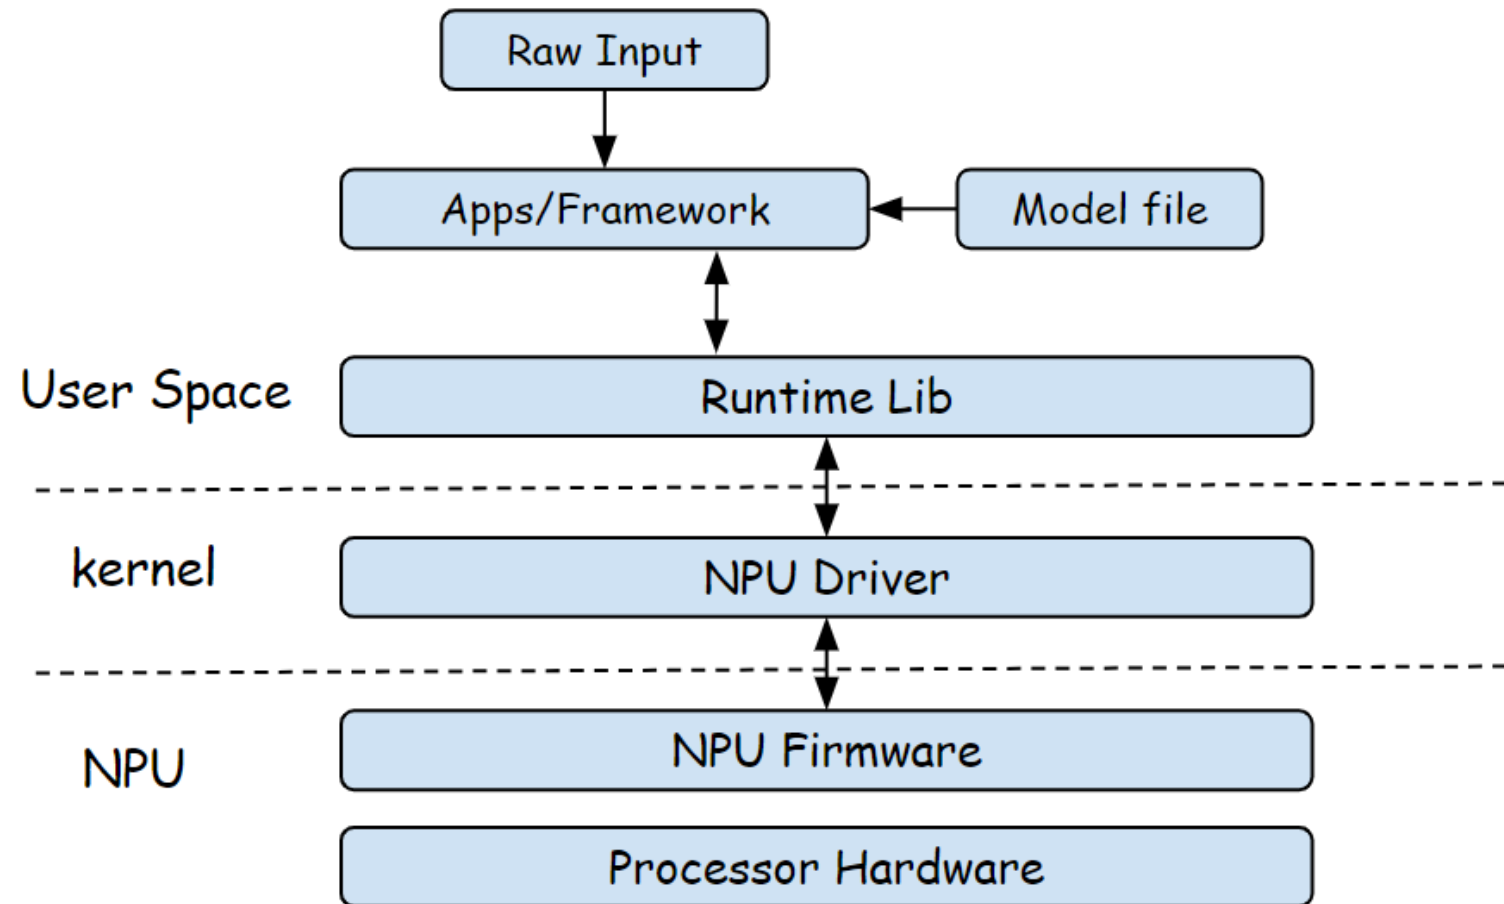 Raw Input
Apps/Framework
Model file
User Space
Runtime Lib
kernel
NPU Driver
NPU
NPU Firmware
Processor Hardware